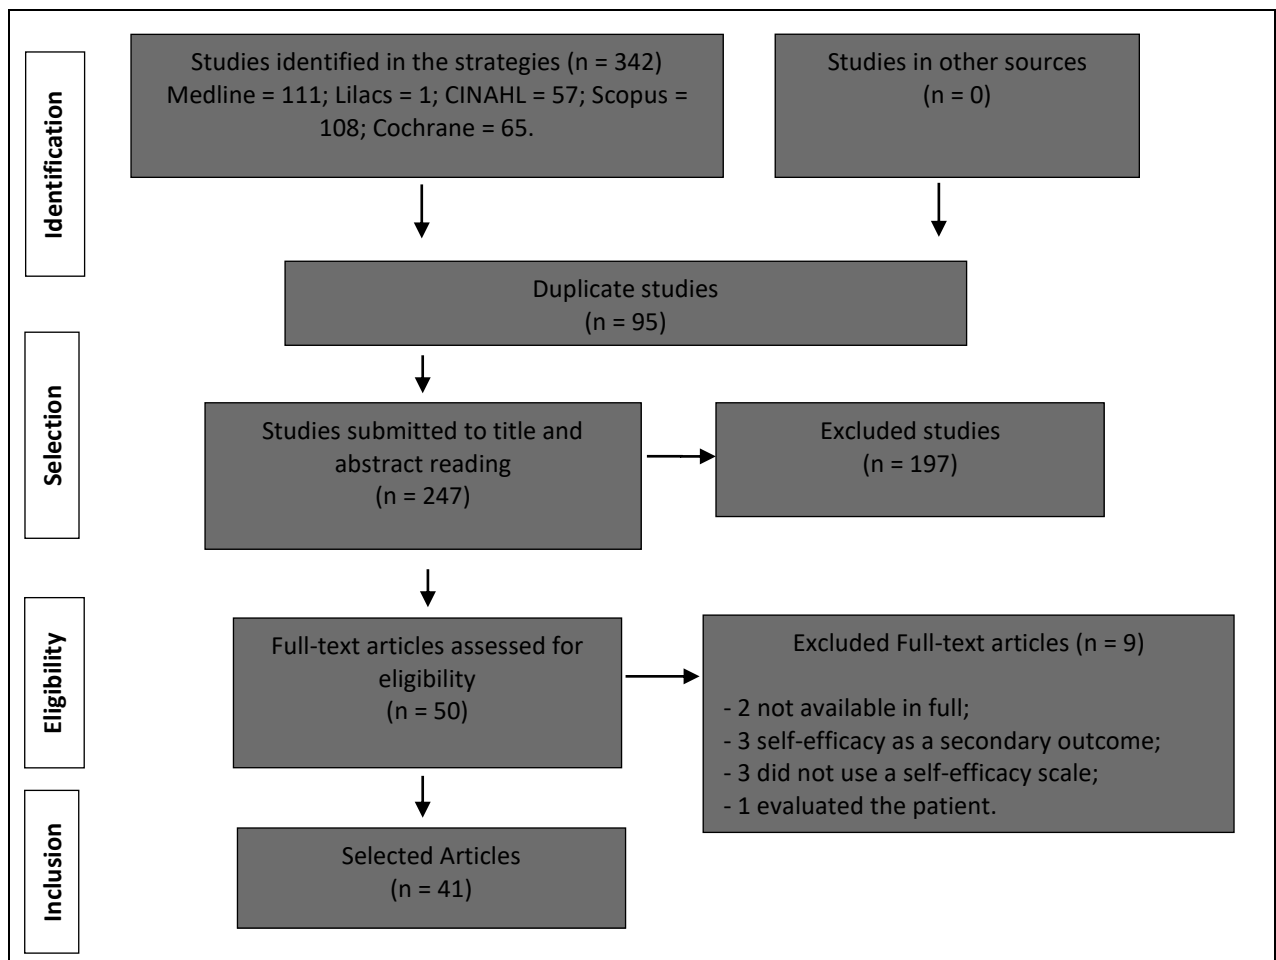 Identification
Studies identified in the strategies (n = 342)
Medline = 111; Lilacs = 1; CINAHL = 57; Scopus =
108; Cochrane = 65.
Studies in other sources
(n = 0)
Duplicate studies
(n = 95)
Selection
Studies submitted to title and
abstract reading
(n = 247)
Excluded studies
(n = 197)
Eligibility
Full-text articles assessed for
eligibility
(n = 50)
Excluded Full-text articles (n = 9)
- 2 not available in full;
- 3 self-efficacy as a secondary outcome;
- 3 did not use a self-efficacy scale;
- 1 evaluated the patient.
Inclusion
Selected Articles
(n = 41)